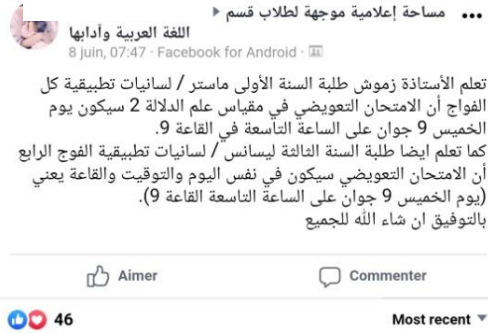 مساحة إعلامية موجهة لطلاب قسم
اللغة العربية وآدابها
8 juin, 07:47 · Facebook for Android ·
تعلم الأستاذة زموش طلبة السنة الأولى ماستر / لسانيات تطبيقية كل
الفواج أن الامتحان التعويضي في مقياس علم الدلالة 2 سيكون يوم
الخميس 9 جوان على الساعة التاسعة في القاعة 9.
كما تعلم ايضا طلبة السنة الثالثة ليسانس / لسانيات تطبيقية الفوج الرابع
أن الامتحان التعويضي سيكون في نفس اليوم والتوقيت والقاعة يعني
(يوم الخميس 9 جوان على الساعة التاسعة القاعة 9).
بالتوفيق ان شاء الله للجميع
Aimer Commenter
46 Most recent